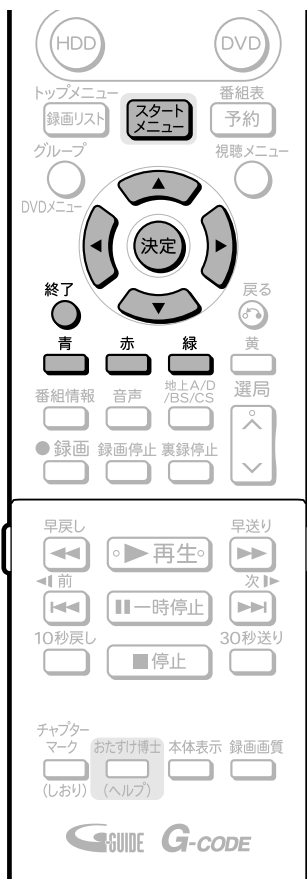 HDD DVD
トップメニュー 番組表
録画リスト スタート
メニュー 予約
グループ 視聴メニュー
DVDメニュー
決定
終了 戻る
青 赤 緑 黄
番組情報 音声 地上A/D
/BS/CS 選局
●録画 録画停止 裏録停止
早戻し 早送り
再生
前 次
一時停止
10秒戻し 30秒送り
停止
チャプター
マーク おたすけ博士 本体表示 録画画質
(しおり) (ヘルプ)
G-GUIDE G-CODE